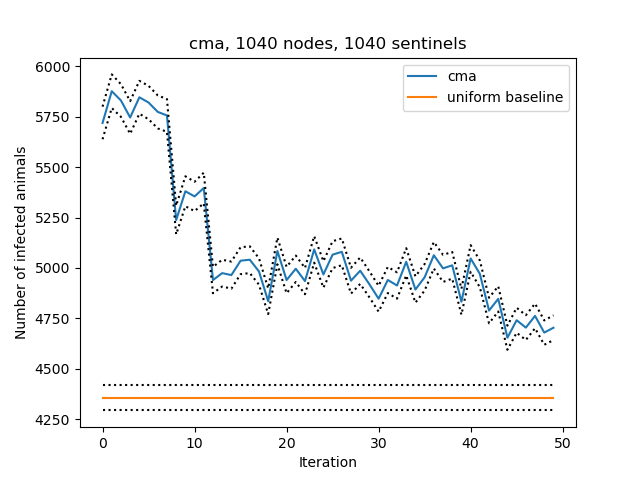 cma, 1040 nodes, 1040 sentinels
cma
uniform baseline
Number of infected animals
6000
5750
5500
5250
5000
4750
4500
4250
0 10 20 30 40 50
Iteration